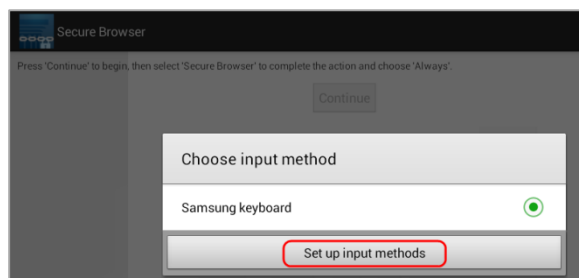 Secure Browser
Press 'Continue' to begin, then select 'Secure Browser' to complete the action and choose 'Always'.
Continue
Choose input method
Samsung keyboard
Set up input methods